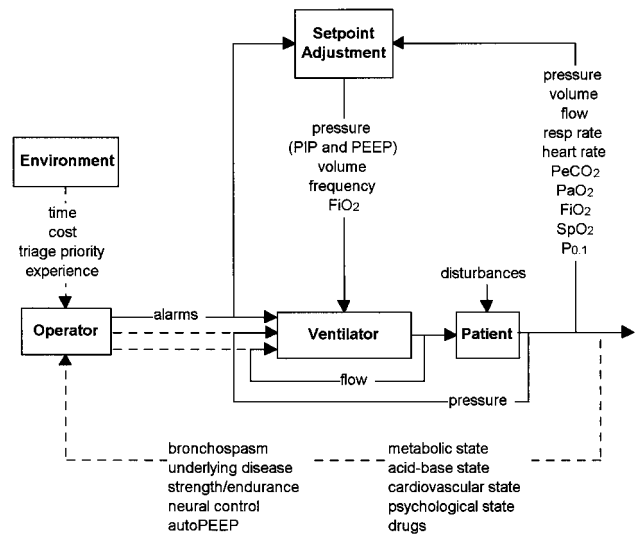 Setpoint
Adjustment
pressure
volume
flow
resp rate
heart rate
PeCO2
PaO2
FiO2
SpO2
P0.1
pressure
(PIP and PEEP)
volume
frequency
FiO2
Environment
time
cost
triage priority
experience
disturbances
Operator
alarms
Ventilator
Patient
flow
pressure
bronchospasm
underlying disease
strength/endurance
neural control
autoPEEP
metabolic state
acid-base state
cardiovascular state
psychological state
drugs